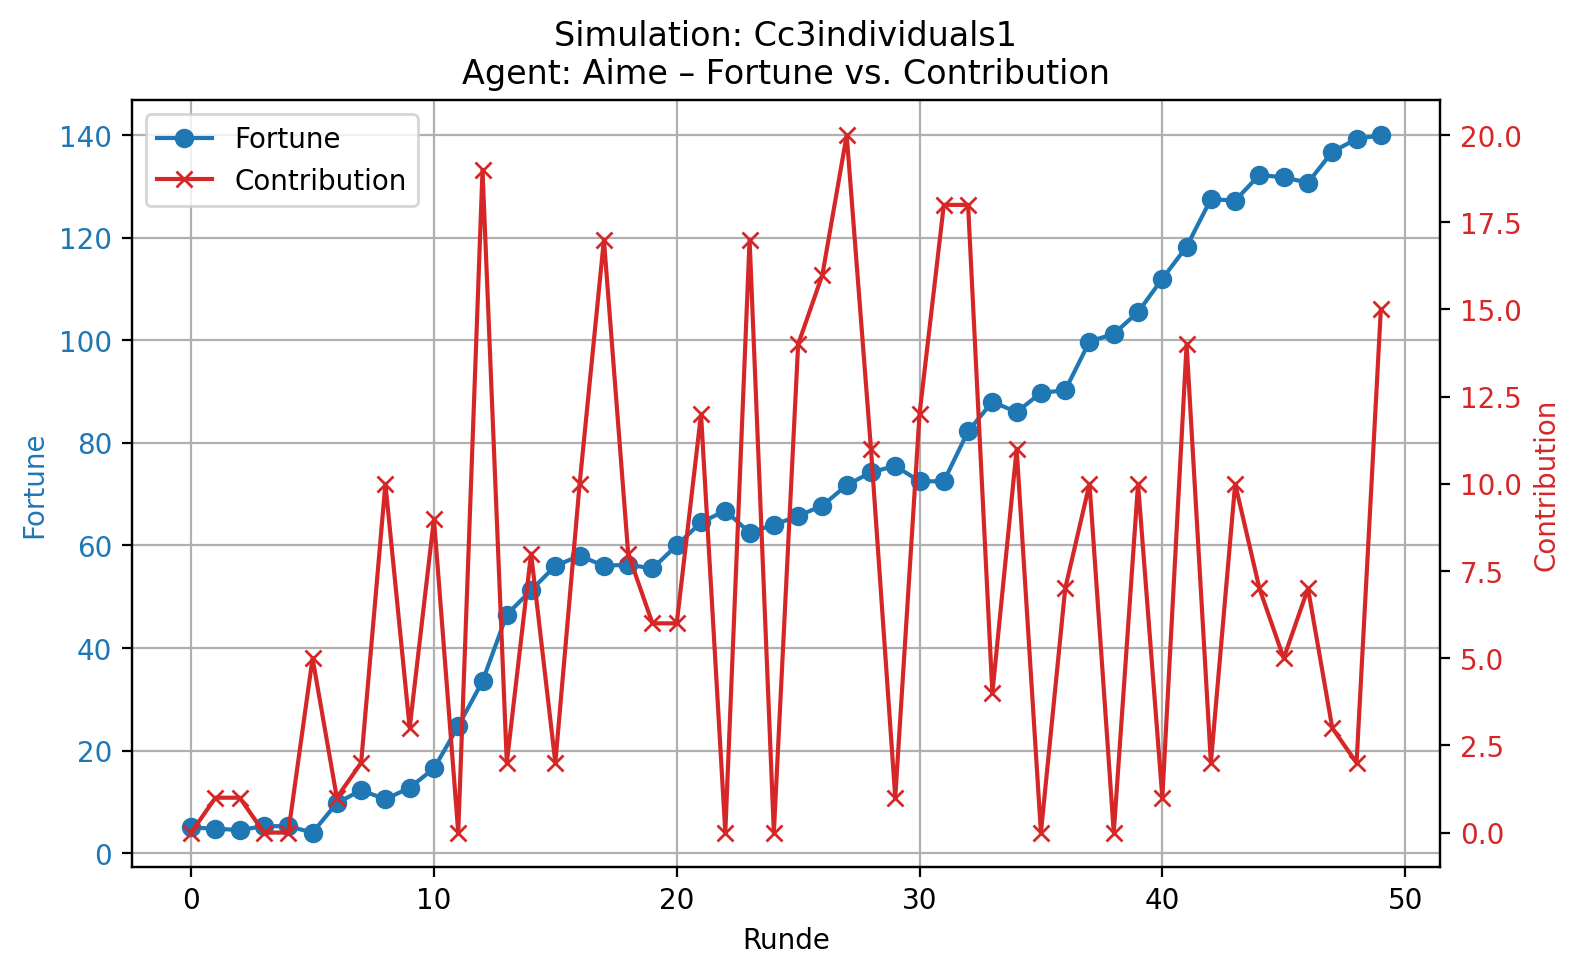 Simulation: Cc3individuals1
Agent: Aime – Fortune vs. Contribution
Fortune
Contribution
140
120
100
80
60
40
20
0
Fortune
20.0
17.5
15.0
12.5
10.0
7.5
5.0
2.5
0.0
Contribution
0 10 20 30 40 50
Runde